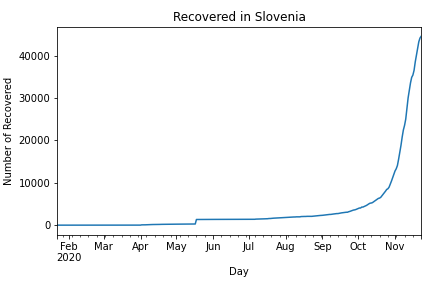 Recovered in Slovenia
Number of Recovered
40000
30000
20000
10000
0
Feb
2020
Mar
Apr
May
Jun
Jul
Aug
Sep
Oct
Nov
Day